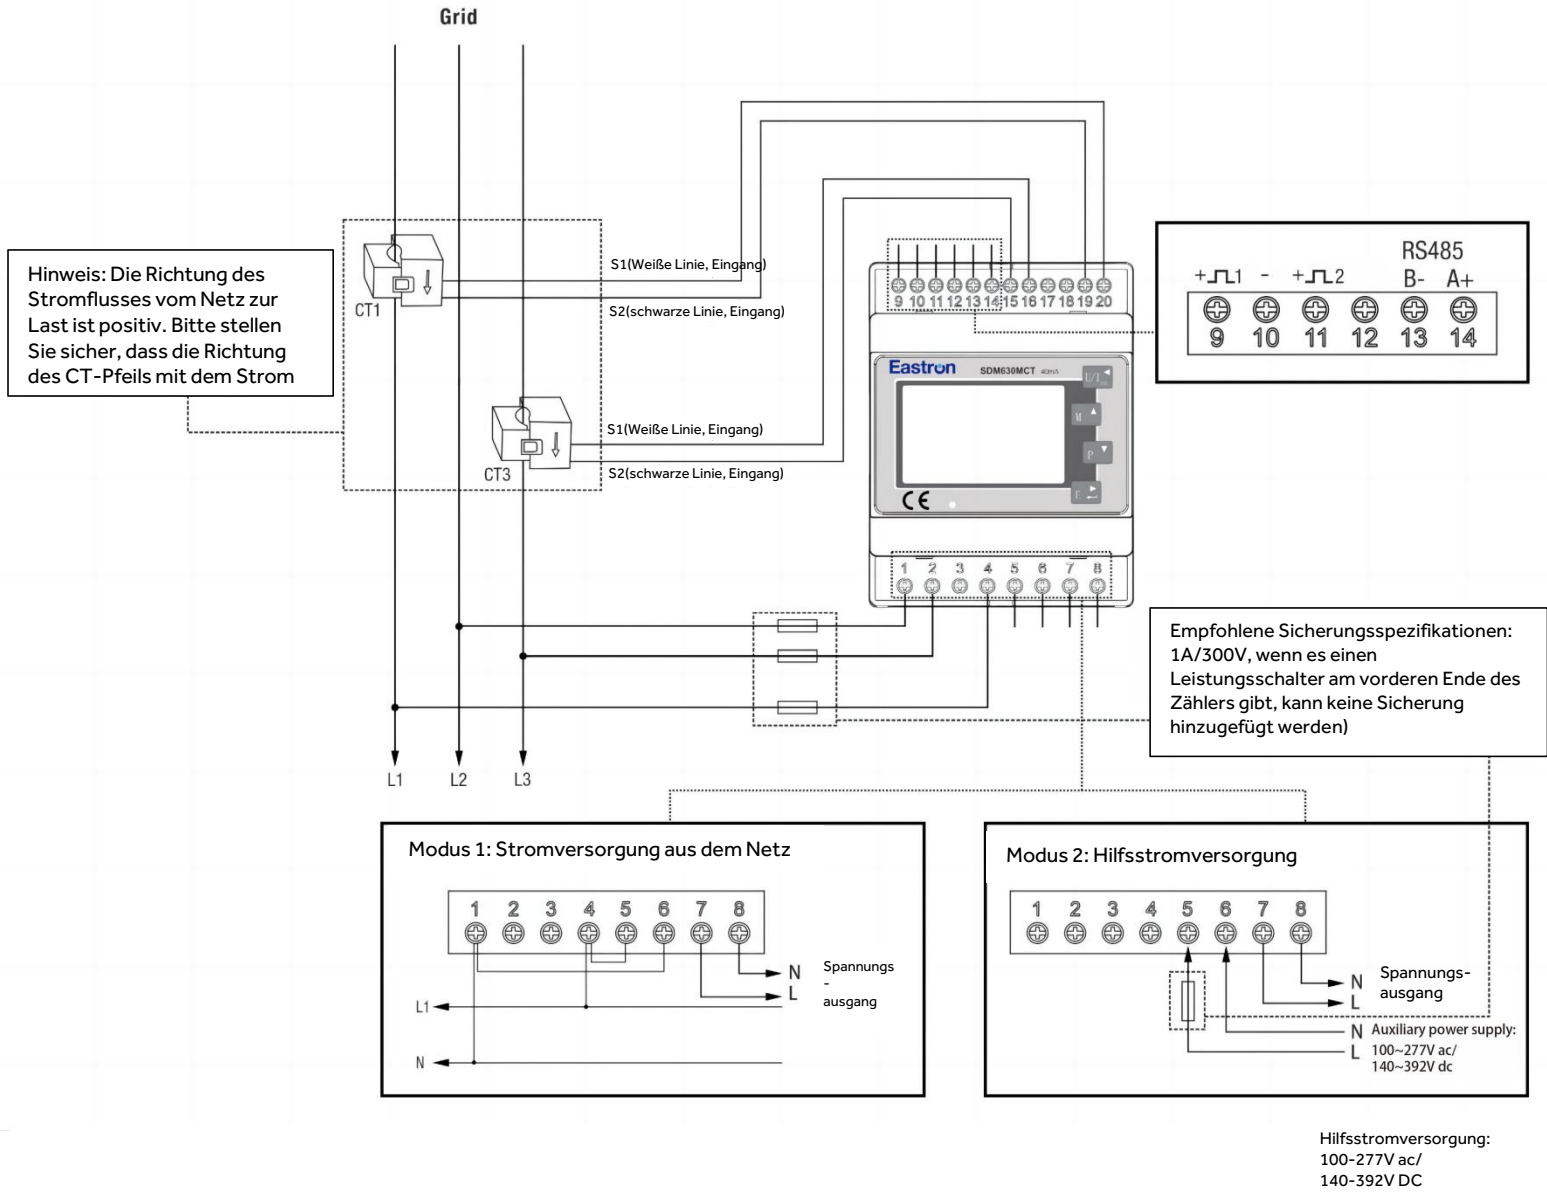 Grid
S1(Weiße Linie, Eingang)
S2(schwarze Linie, Eingang)
CT1
Hinweis: Die Richtung des
Stromflusses vom Netz zur
Last ist positiv. Bitte stellen
Sie sicher, dass die Richtung
des CT-Pfeils mit dem Strom
S1(Weiße Linie, Eingang)
S2(schwarze Linie, Eingang)
CT3
9 10 11 12 13 14 15 16 17 18 19 20
Eastron SDM630MCT 40mA
U/I
M
P
E
CE
1 2 3 4 5 6 7 8
RS485
+ 1 - + 2 B- A+
9 10 11 12 13 14
Empfohlene Sicherungsspezifikationen:
1A/300V, wenn es einen
Leistungsschalter am vorderen Ende des
Zählers gibt, kann keine Sicherung
hinzugefügt werden)
L1 L2 L3
Modus 1: Stromversorgung aus dem Netz
1 2 3 4 5 6 7 8
N
L
Spannungs
-
ausgang
L1
N
Modus 2: Hilfsstromversorgung
1 2 3 4 5 6 7 8
N
L
Spannungs-
ausgang
N Auxiliary power supply:
L 100~277V ac/
140~392V dc
Hilfsstromversorgung:
100-277V ac/
140-392V DC